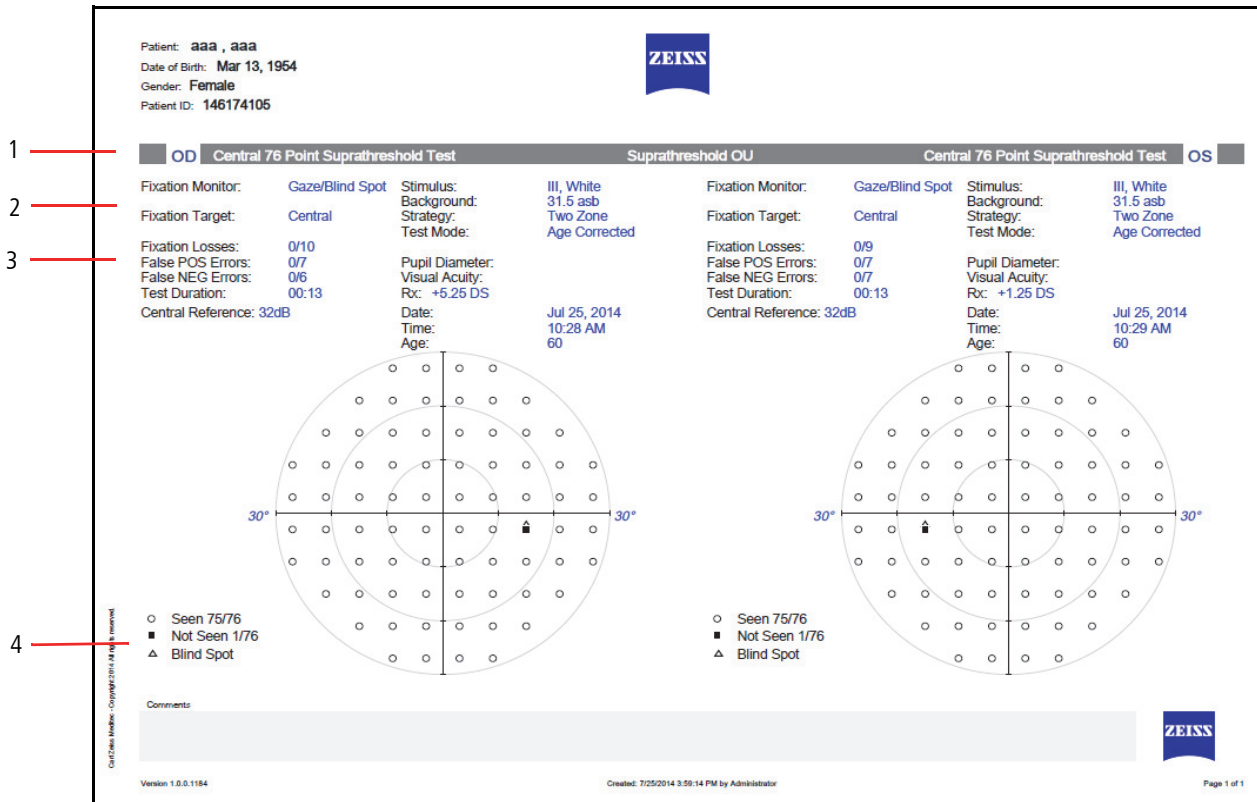 Patient: aaa , aaa
Date of Birth: Mar 13, 1954
Gender: Female
Patient ID: 146174105
ZEISS
1
OD Central 76 Point Suprathreshold Test Suprathreshold OU Central 76 Point Suprathreshold Test OS
Fixation Monitor: Gaze/Blind Spot Stimulus: III, White
Background: 31.5 asb
2
Fixation Target: Central Strategy: Two Zone
Test Mode: Age Corrected
Fixation Losses: 0/10
3
False POS Errors: 0/7 Pupil Diameter:
False NEG Errors: 0/6 Visual Acuity:
Test Duration: 00:13 Rx: +5.25 DS
Central Reference: 32dB Date: Jul 25, 2014
Time: 10:28 AM
Age: 60
30° 30°
Seen 75/76
Not Seen 1/76
4
Blind Spot
Fixation Monitor: Gaze/Blind Spot Stimulus: III, White
Background: 31.5 asb
Fixation Target: Central Strategy: Two Zone
Test Mode: Age Corrected
Fixation Losses: 0/9
False POS Errors: 0/7 Pupil Diameter:
False NEG Errors: 0/7 Visual Acuity:
Test Duration: 00:13 Rx: +1.25 DS
Central Reference: 32dB Date: Jul 25, 2014
Time: 10:29 AM
Age: 60
30° 30°
Seen 75/76
Not Seen 1/76
Blind Spot
Carl Zeiss Meditec - Copyright 2014 All rights reserved.
Comments
ZEISS
Version 1.0.0.1184 Created: 7/25/2014 3:59:14 PM by Administrator Page 1 of 1